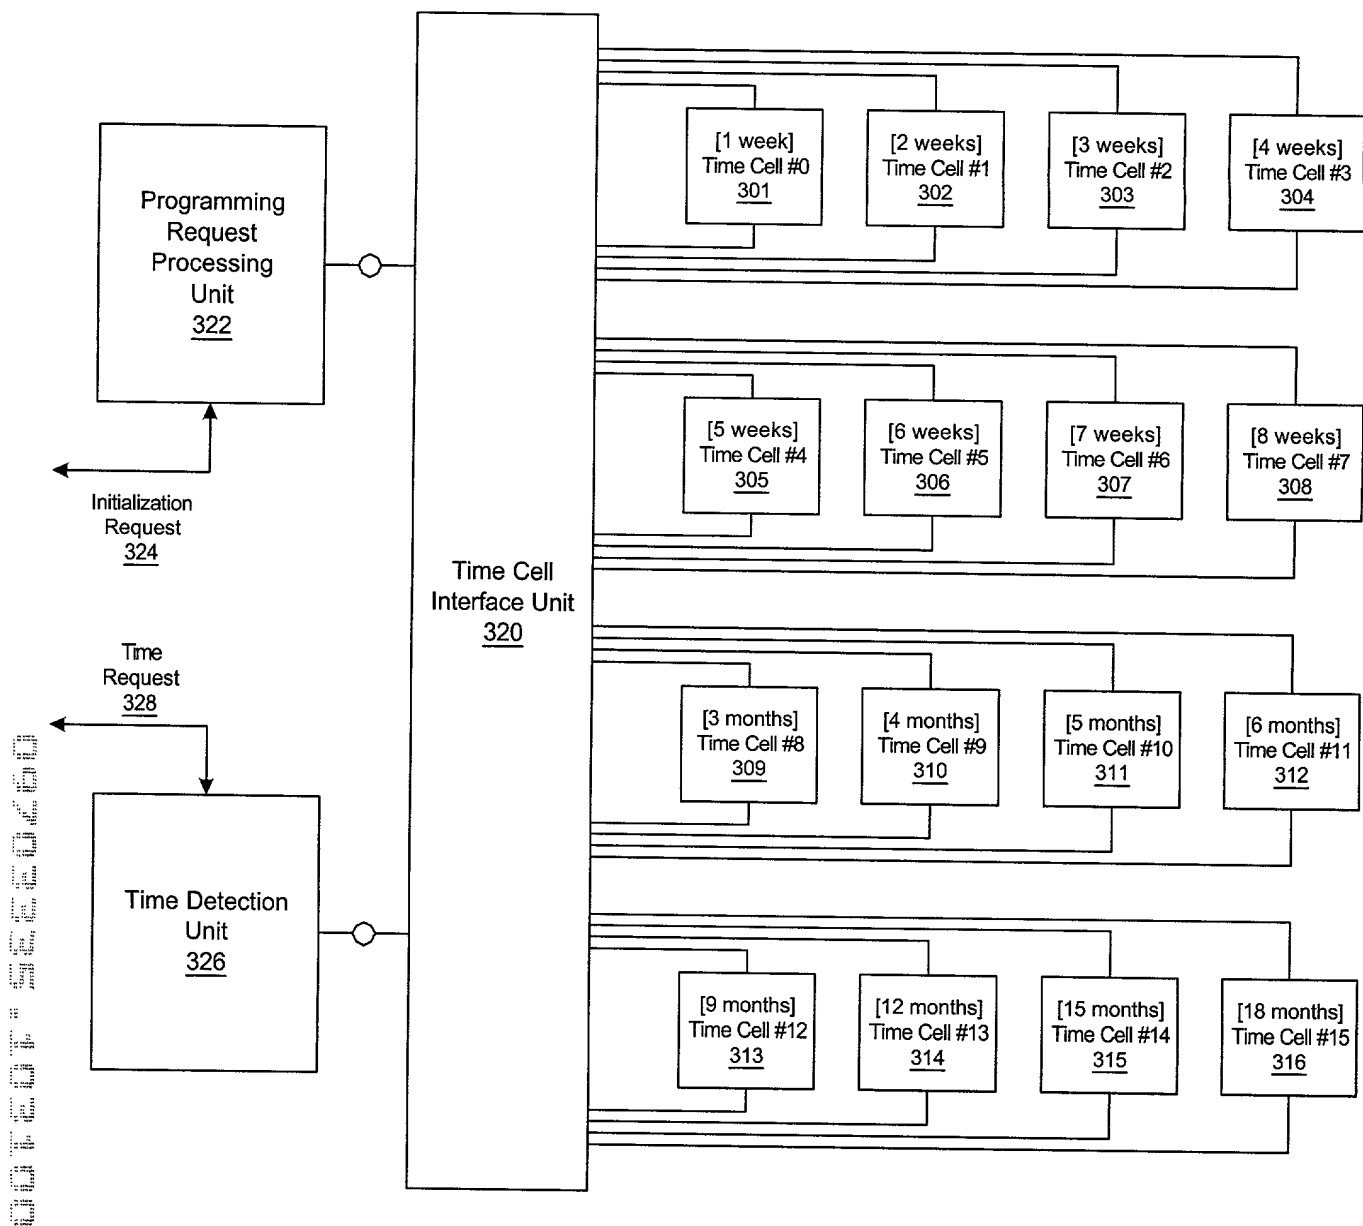 Programming
Request
Processing
Unit
322
Initialization
Request
324
Time
Request
328
Time Detection
Unit
326
Time Cell
Interface Unit
320
[1 week]
Time Cell #0
301
[2 weeks]
Time Cell #1
302
[3 weeks]
Time Cell #2
303
[4 weeks]
Time Cell #3
304
[5 weeks]
Time Cell #4
305
[6 weeks]
Time Cell #5
306
[7 weeks]
Time Cell #6
307
[8 weeks]
Time Cell #7
308
[3 months]
Time Cell #8
309
[4 months]
Time Cell #9
310
[5 months]
Time Cell #10
311
[6 months]
Time Cell #11
312
[9 months]
Time Cell #12
313
[12 months]
Time Cell #13
314
[15 months]
Time Cell #14
315
[18 months]
Time Cell #15
316